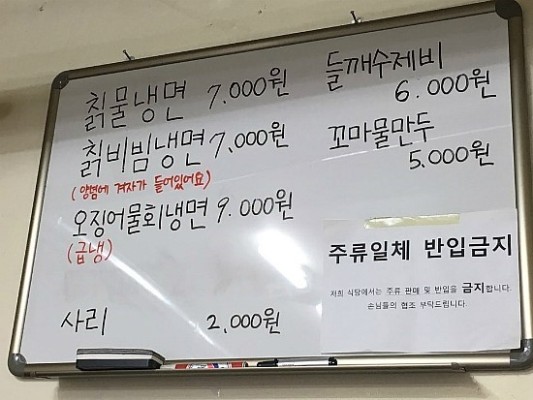 칡물냉면 7.000원
칡비빔냉면 7.000원
(양념에 겨자가 들어있어요)
오징어물회냉면 9.000원
(급냉)
사리 2.000원
들깨수제비
6.000원
꼬마물만두
5.000원
주류일체 반입금지
저희 식당에서는 주류 판매 및 반입을 금지합니다.
손님들의 협조 부탁드립니다.